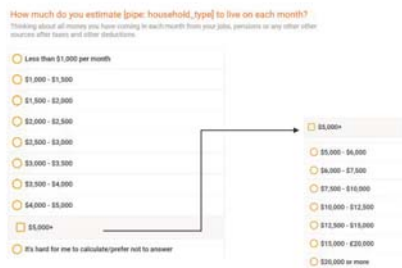 How much do you estimate [pipe: household_type] to live on each month?
Thinking about all money you have coming in each month from your jobs, pensions or any other other
sources after taxes and other deductions.
Less than $1,000 per month
$1,000 - $1,500
$1,500 - $2,000
$2,000 - $2,500
$2,500 - $3,000
$3,000 - $3,500
$3,500 - $4,000
$4,000 - $5,000
$5,000+
It's hard for me to calculate/prefer not to answer
$5,000+
$5,000 - $6,000
$6,000 - $7,500
$7,500 - $10,000
$10,000 - $12,500
$12,500 - $15,000
$15,000 - £20,000
$20,000 or more